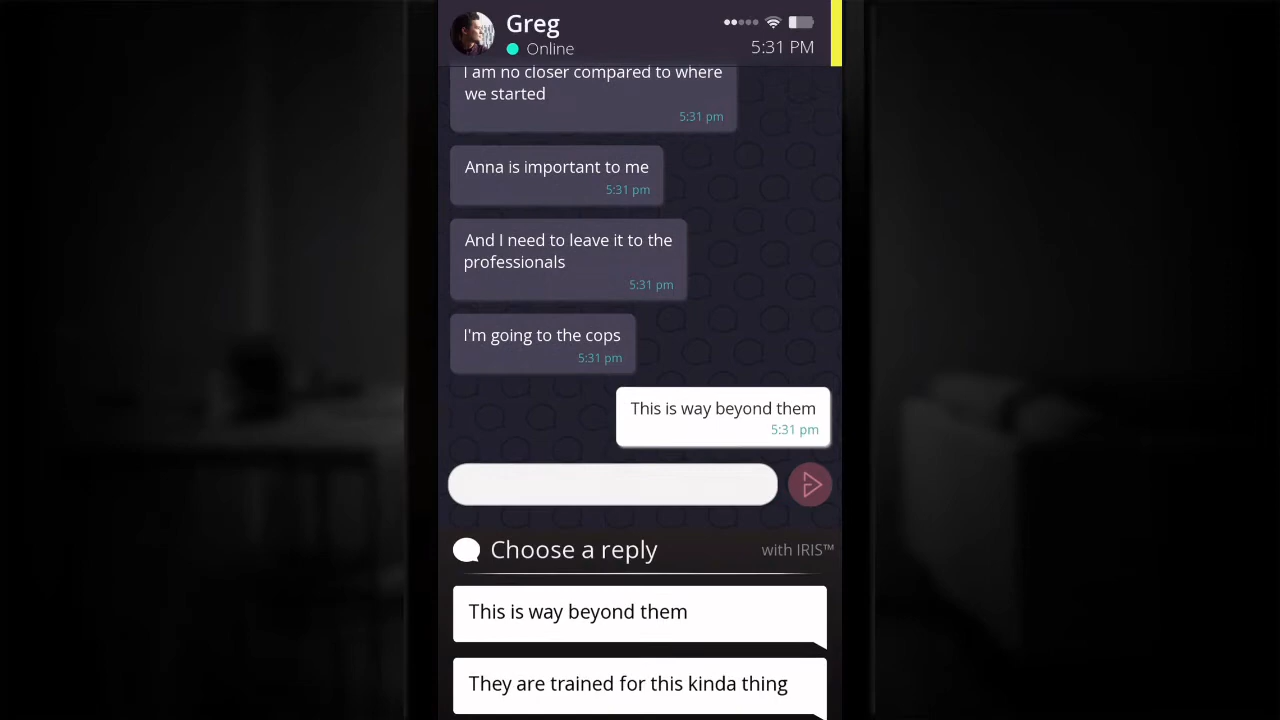 Greg
Online
5:31 PM
I am no closer compared to where
we started
5:31 pm
Anna is important to me
5:31 pm
And I need to leave it to the
professionals
5:31 pm
I'm going to the cops
5:31 pm
This is way beyond them
5:31 pm
Choose a reply
with IRIS™
This is way beyond them
They are trained for this kinda thing